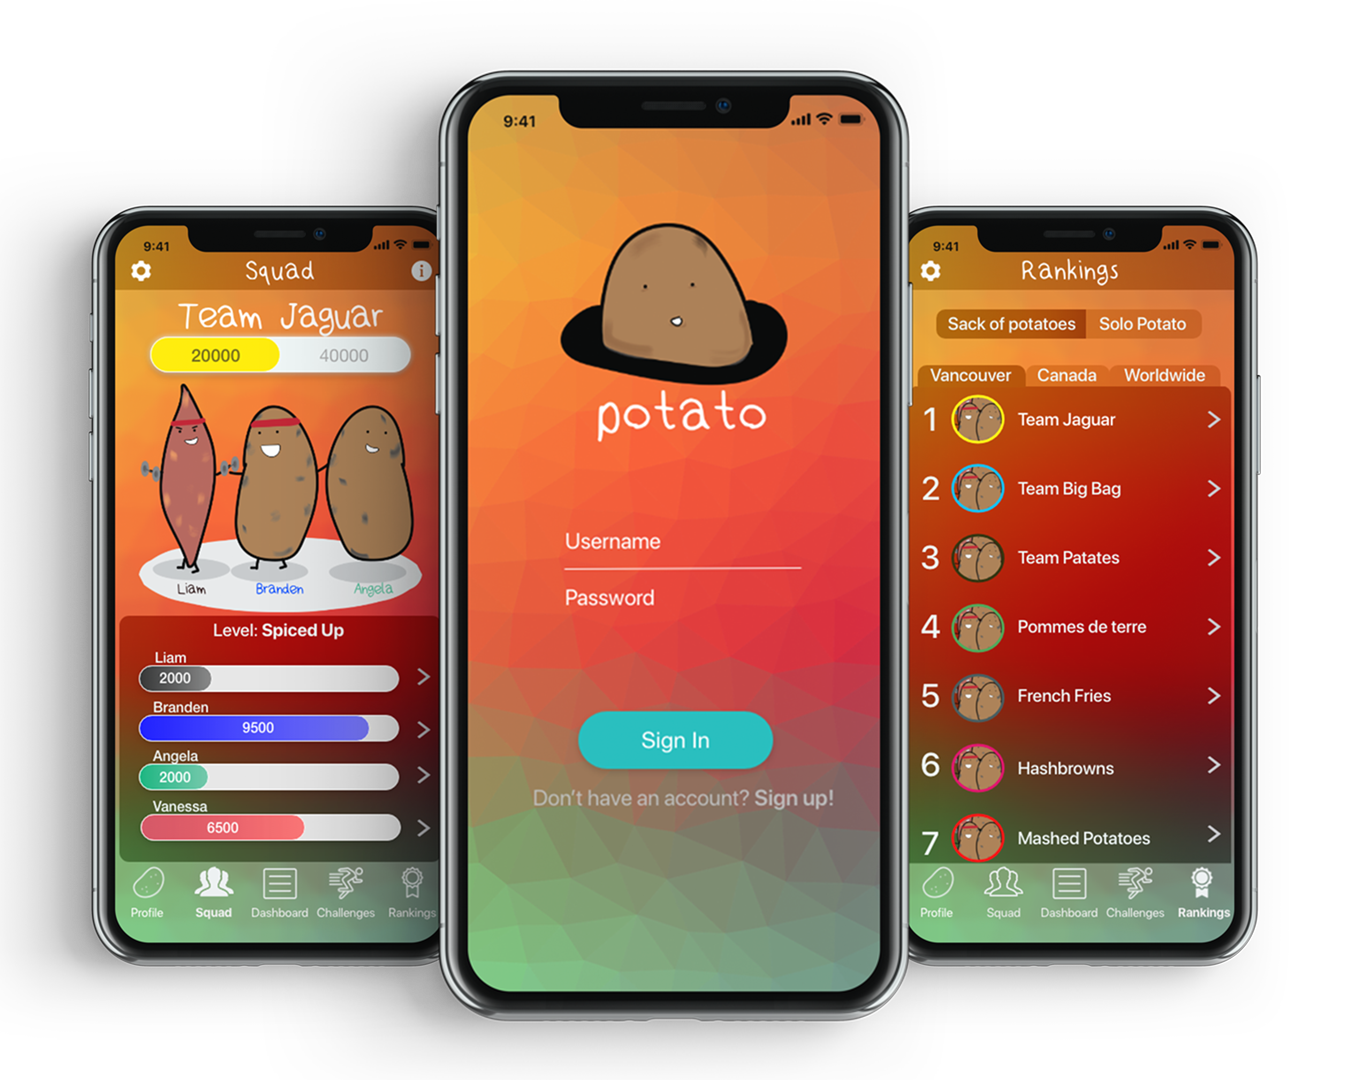 9:41
Squad
i
Team Jaguar
20000 40000
Liam Branden Angela
Level: Spiced Up
Liam
2000
Branden
9500
Angela
2000
Vanessa
6500
Profile Squad Dashboard Challenges Rankings
9:41
potato
Username
Password
Sign In
Don't have an account? Sign up!
9:41
Rankings
Sack of potatoes Solo Potato
Vancouver Canada Worldwide
1 Team Jaguar
2 Team Big Bag
3 Team Patates
4 Pommes de terre
5 French Fries
6 Hashbrowns
7 Mashed Potatoes
Profile Squad Dashboard Challenges Rankings